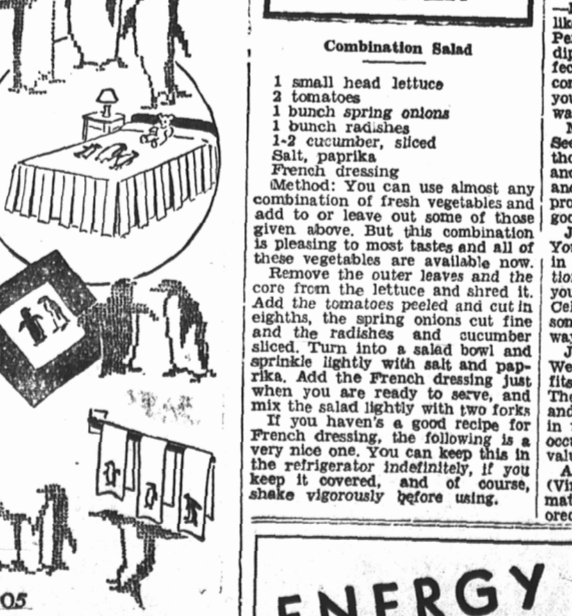 Combination Salad
1 small head lettuce
2 tomatoes
1 bunch spring onions
1 bunch radishes
1-2 cucumber, sliced
Salt, paprika
French dressing
Method: You can use almost any
combination of fresh vegetables and
add to or leave out some of those
given above. But this combination
is pleasing to most tastes and all of
these vegetables are available now.
Remove the outer leaves and the
core from the lettuce and shred it.
Add the tomatoes peeled and cut in
eighths, the spring onions cut fine
and the radishes and cucumber
sliced. Turn into a salad bowl and
sprinkle lightly with salt and pap-
rika. Add the French dressing just
when you are ready to serve, and
mix the salad lightly with two forks
If you haven's a good recipe for
French dressing, the following is a
very nice one. You can keep this in
the refrigerator indefinitely, if you
keep it covered, and of course,
shake vigorously before using.
05
ENERGY